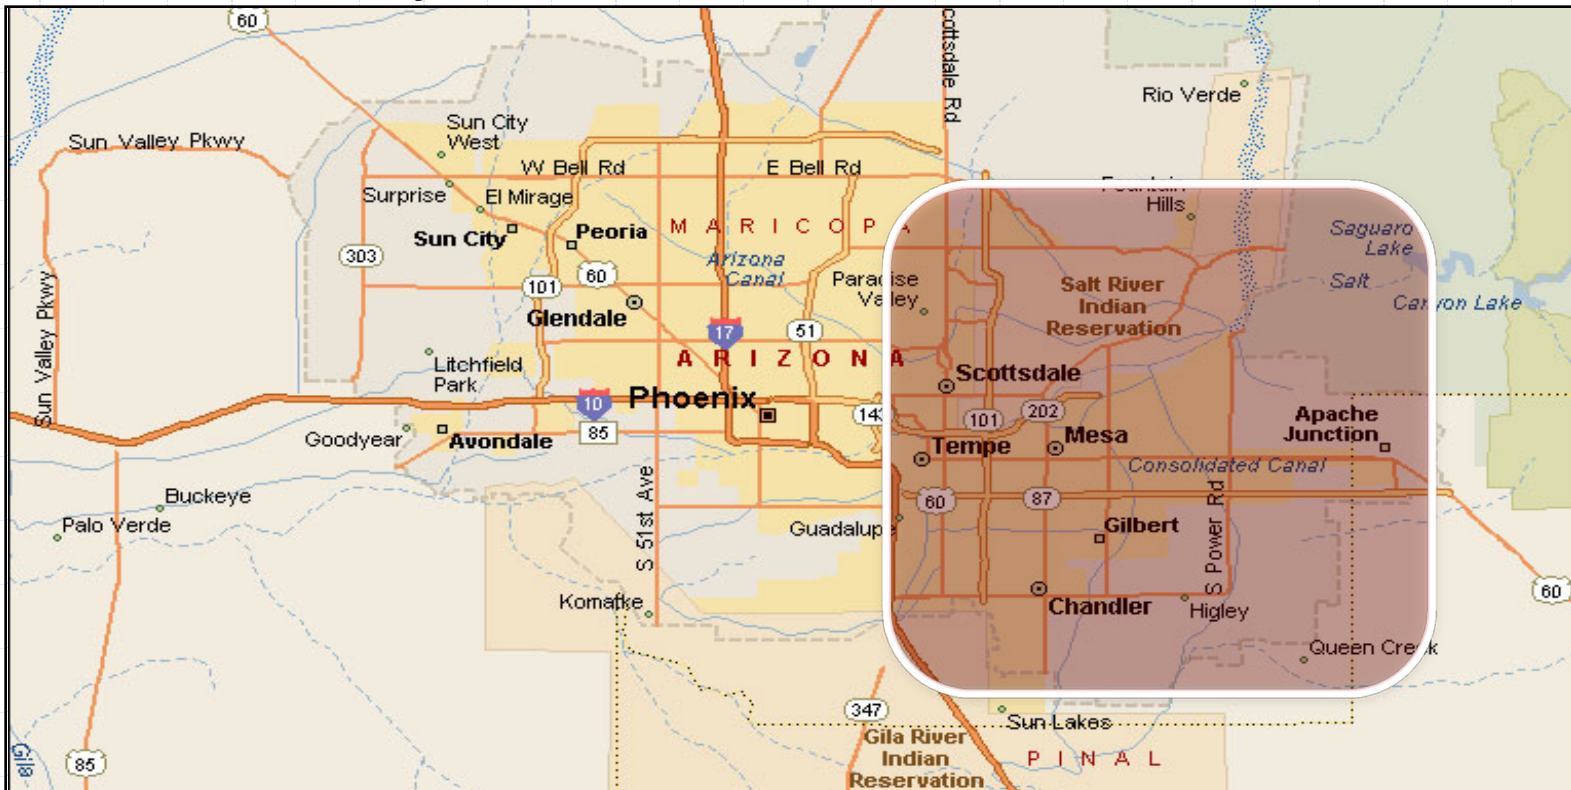 60
Scottsdale Rd
Rio Verde
Sun City
West
Sun Valley Pkwy
W Bell Rd
E Bell Rd
Surprise
El Mirage
Fountain
Hills
Sun City
Peoria
MARICOPA
303
60
Arizona
Canal
Saguaro
Lake
101
Paradise
Valley
Salt River
Indian
Reservation
Salt
Canyon Lake
Sun Valley Pkwy
Glendale
17
51
ARIZONA
Litchfield
Park
Scottsdale
10
Phoenix
143
101
202
Apache
Junction
Goodyear
Avondale
85
Tempe
Mesa
Consolidated Canal
Buckeye
Palo Verde
S 51st Ave
60
87
S Power Rd
Guadalupe
Gilbert
Komatke
Chandler
Higley
60
Queen Creek
347
Sun Lakes
Gila River
Indian
Reservation
PINAL
Gila
85